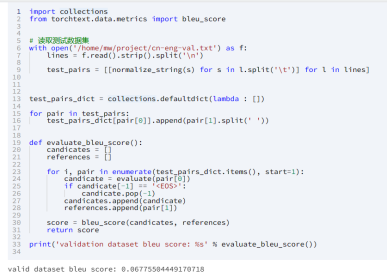 1 import collections
2 from torchtext.data.metrics import bleu_score
3
4
5 # 读取测试数据集
6 with open('/home/mw/project/cn-eng-val.txt') as f:
7 lines = f.read().strip().split('\n')
8
9 test_pairs = [[normalize_string(s) for s in l.split('\t')] for l in lines]
10
11
12
13 test_pairs_dict = collections.defaultdict(lambda : [])
14
15 for pair in test_pairs:
16 test_pairs_dict[pair[0]].append(pair[1].split(' '))
17
18
19 def evaluate_bleu_score():
20 candicates = []
21 references = []
22
23 for i, pair in enumerate(test_pairs_dict.items(), start=1):
24 candicate = evaluate(pair[0])
25 if candicate[-1] == '<EOS>':
26 candicate.pop(-1)
27 candicates.append(candicate)
28 references.append(pair[1])
29
30 score = bleu_score(candicates, references)
31 return score
32
33 print('validation dataset bleu score: %s' % evaluate_bleu_score())
34
valid dataset bleu score: 0.06775504449170718